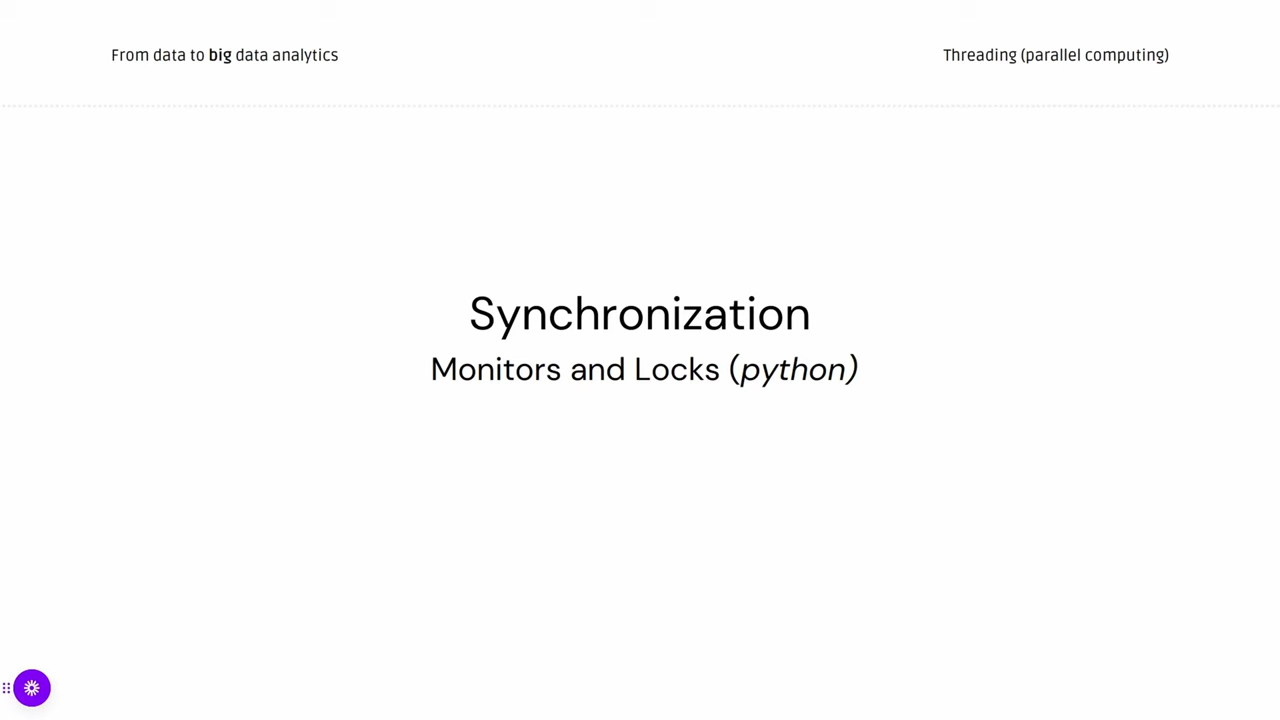 From data to big data analytics
Threading (parallel computing)
Synchronization
Monitors and Locks (python)